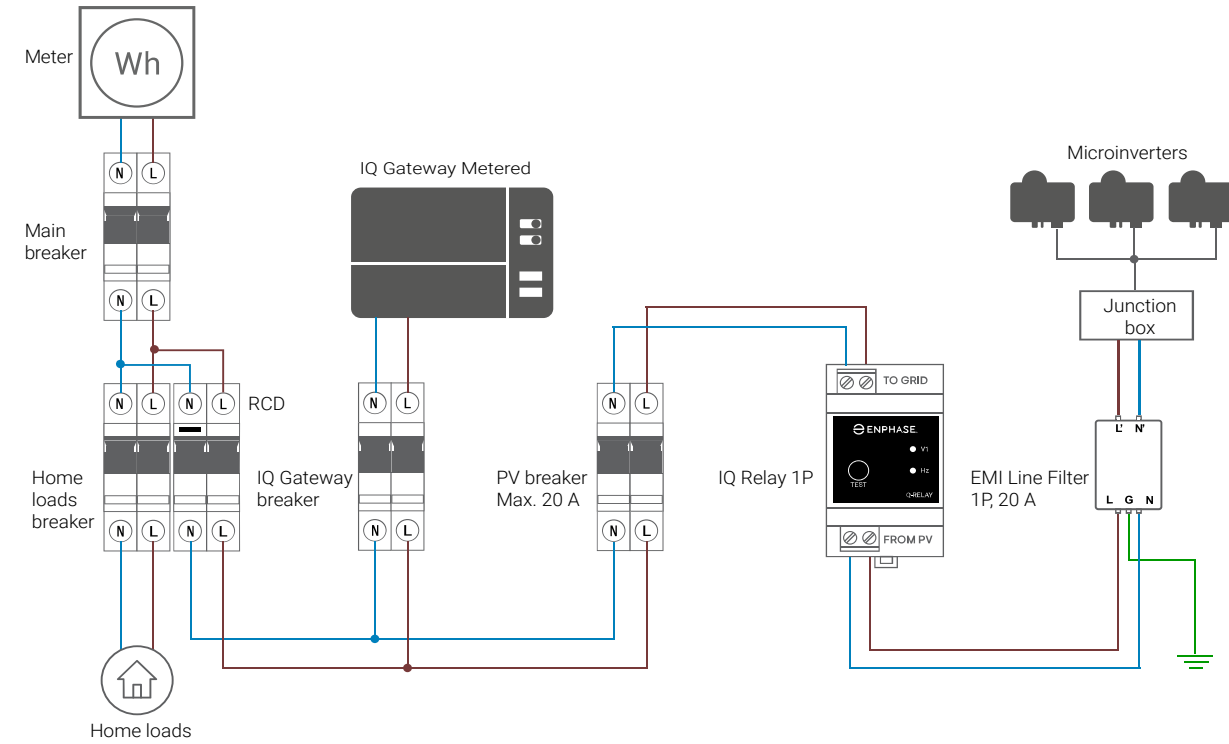 Meter
Wh
N L
Main
breaker
N L
IQ Gateway Metered
Microinverters
Junction
box
N L N L
RCD
N L
N L
TO GRID
ENPHASE.
V1
Hz
TEST
Q-RELAY
FROM PV
L' N'
Home
loads
breaker
IQ Gateway
breaker
PV breaker
Max. 20 A
IQ Relay 1P
EMI Line Filter
1P, 20 A
L G N
N L N L
N L
N L
Home loads